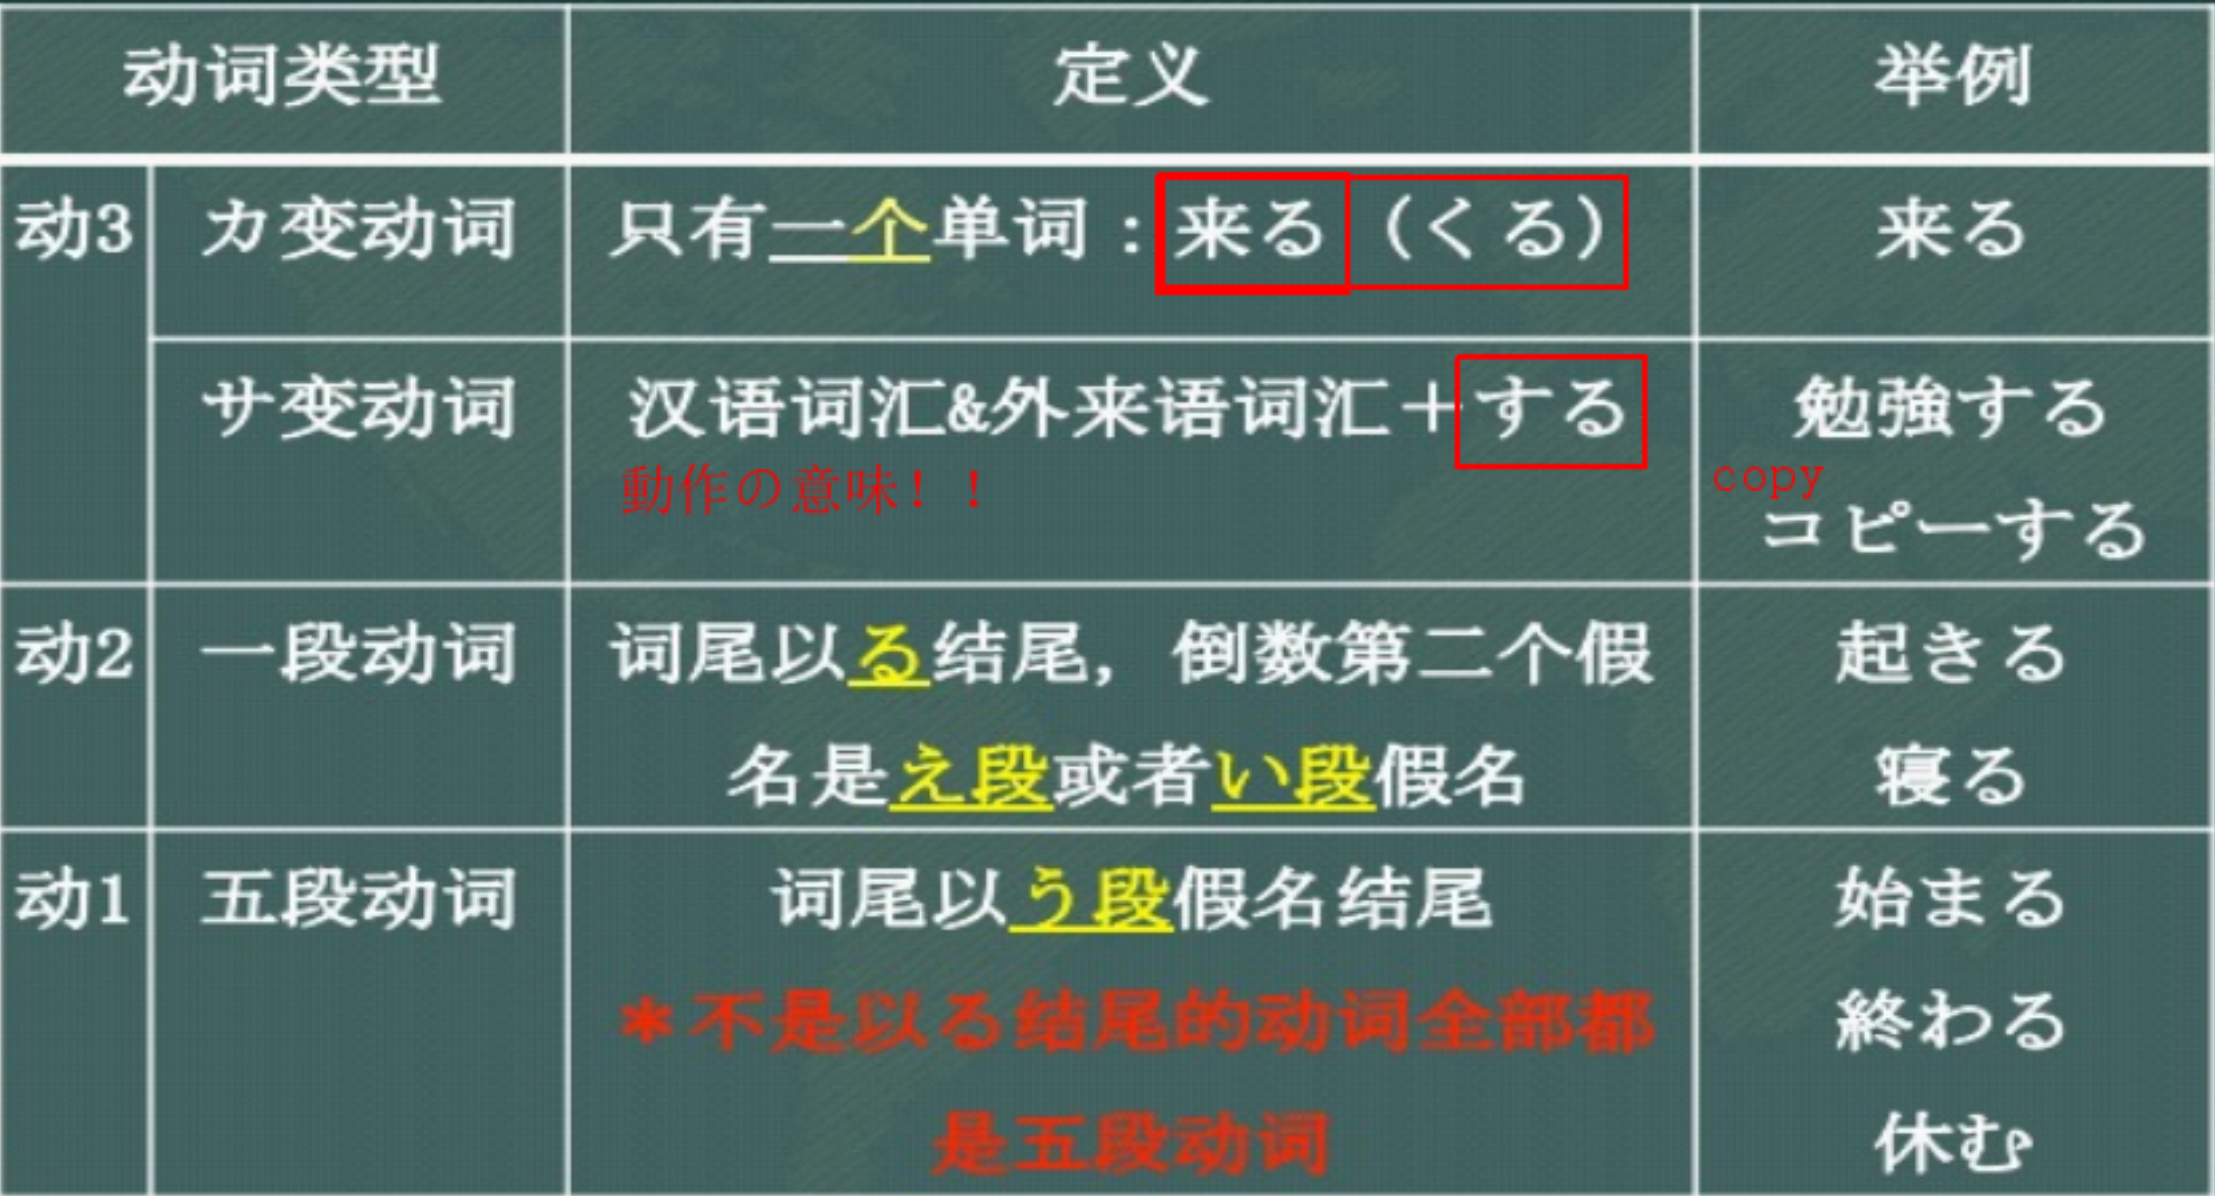 动词类型 定义 举例
动3 カ变动词 只有一个单词：来る（くる） 来る
サ变动词 汉语词汇&外来语词汇＋する 勉強する
動作の意味！！ copy
コピーする
动2 一段动词 词尾以る结尾，倒数第二个假 起きる
名是え段或者い段假名 寝る
动1 五段动词 词尾以う段假名结尾 始まる
＊不是以る结尾的动词全部都 終わる
是五段动词 休む